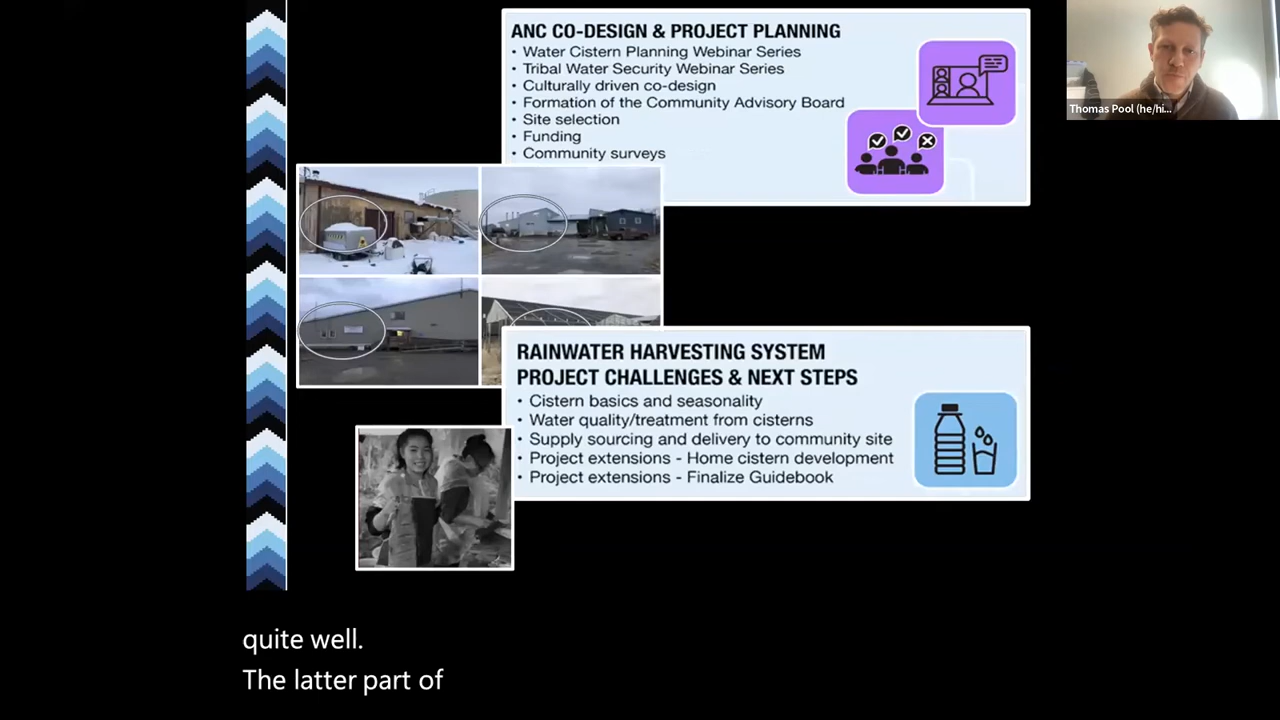 ANC CO-DESIGN & PROJECT PLANNING
• Water Cistern Planning Webinar Series
• Tribal Water Security Webinar Series
• Culturally driven co-design
• Formation of the Community Advisory Board
• Site selection
• Funding
• Community surveys
Thomas Pool (he/hi...
RAINWATER HARVESTING SYSTEM
PROJECT CHALLENGES & NEXT STEPS
• Cistern basics and seasonality
• Water quality/treatment from cisterns
• Supply sourcing and delivery to community site
• Project extensions - Home cistern development
• Project extensions - Finalize Guidebook
quite well.
The latter part of